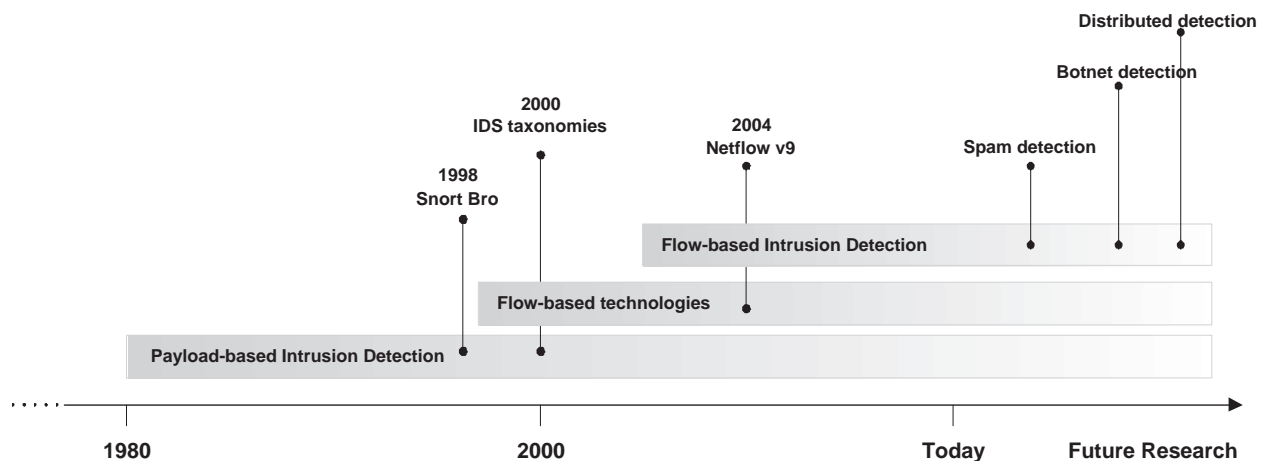 Distributed detection
Botnet detection
2000
IDS taxonomies
2004
Netflow v9
Spam detection
1998
Snort Bro
Flow-based Intrusion Detection
Flow-based technologies
Payload-based Intrusion Detection
1980
2000
Today
Future Research